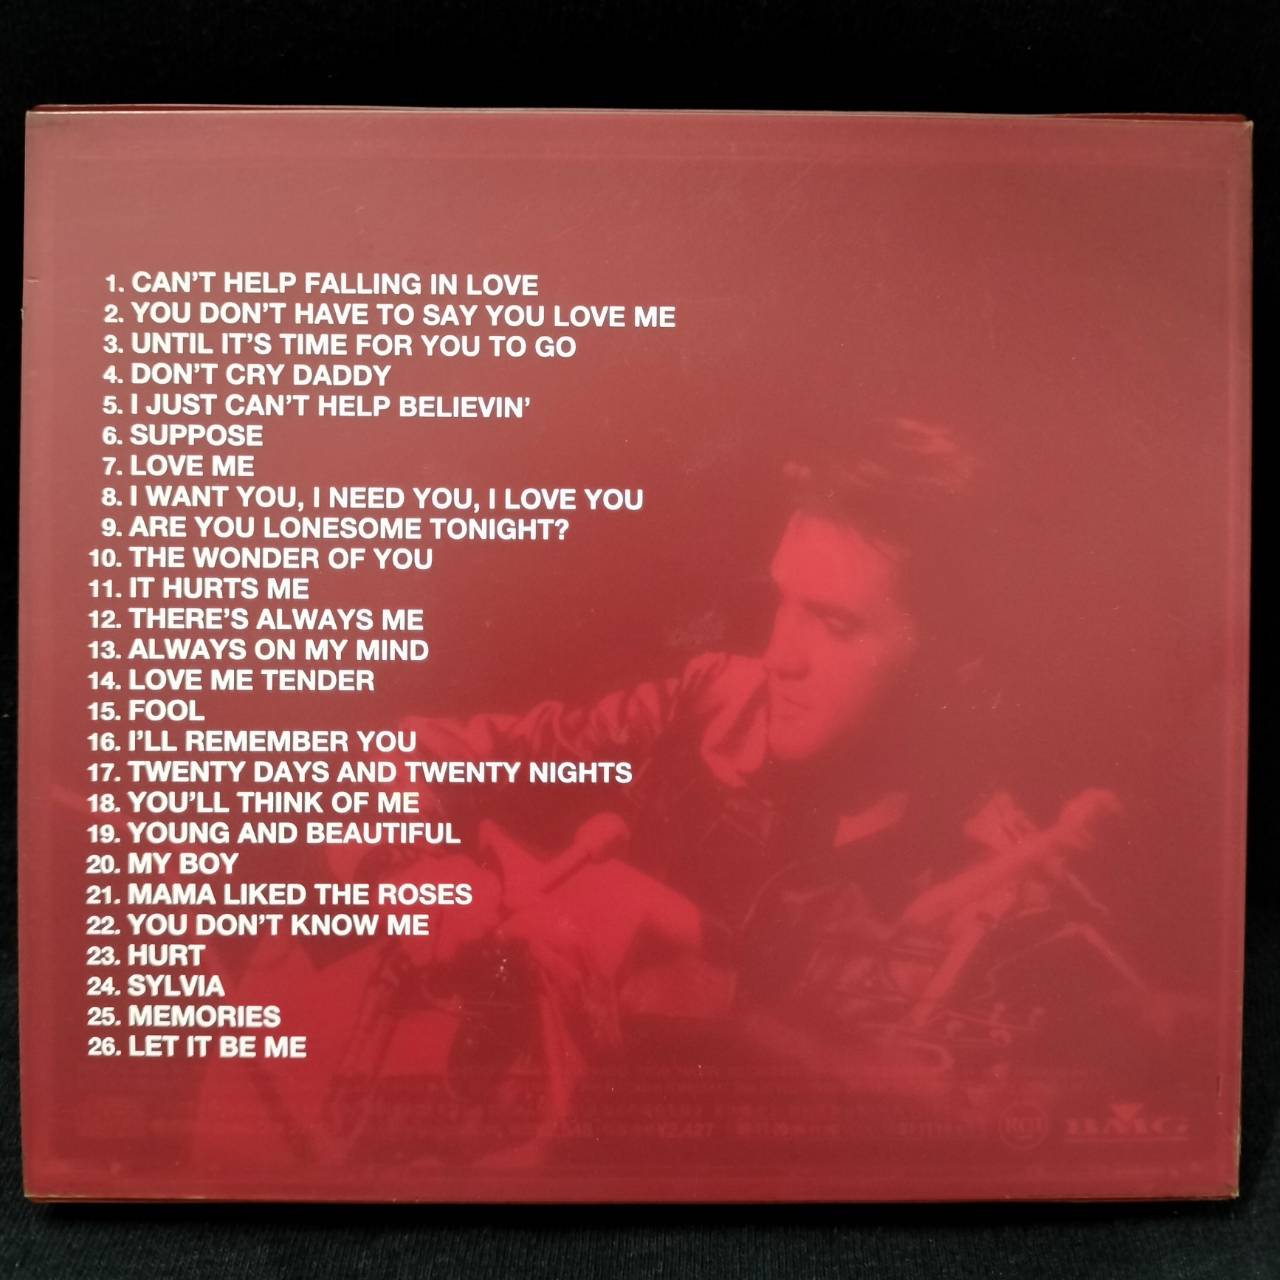 1. CAN'T HELP FALLING IN LOVE
2. YOU DON'T HAVE TO SAY YOU LOVE ME
3. UNTIL IT'S TIME FOR YOU TO GO
4. DON'T CRY DADDY
5. I JUST CAN'T HELP BELIEVIN'
6. SUPPOSE
7. LOVE ME
8. I WANT YOU, I NEED YOU, I LOVE YOU
9. ARE YOU LONESOME TONIGHT?
10. THE WONDER OF YOU
11. IT HURTS ME
12. THERE'S ALWAYS ME
13. ALWAYS ON MY MIND
14. LOVE ME TENDER
15. FOOL
16. I'LL REMEMBER YOU
17. TWENTY DAYS AND TWENTY NIGHTS
18. YOU'LL THINK OF ME
19. YOUNG AND BEAUTIFUL
20. MY BOY
21. MAMA LIKED THE ROSES
22. YOU DON'T KNOW ME
23. HURT
24. SYLVIA
25. MEMORIES
26. LET IT BE ME
¥2,427
BMG